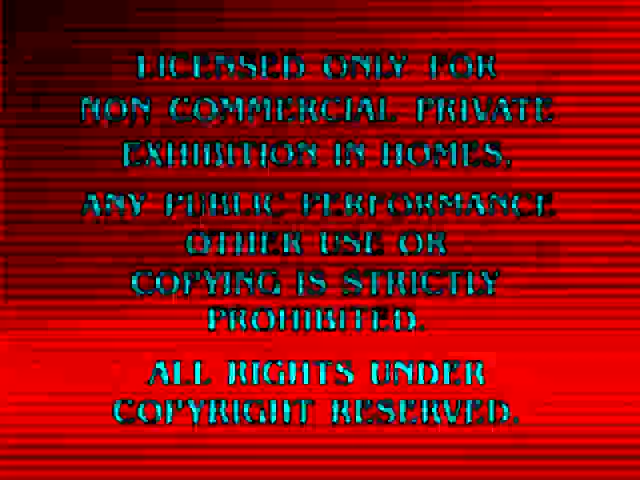 LICENSED ONLY FOR
NON COMMERCIAL PRIVATE
EXHIBITION IN HOMES.
ANY PUBLIC PERFORMANCE
OTHER USE OR
COPYING IS STRICTLY
PROHIBITED.
ALL RIGHTS UNDER
COPYRIGHT RESERVED.